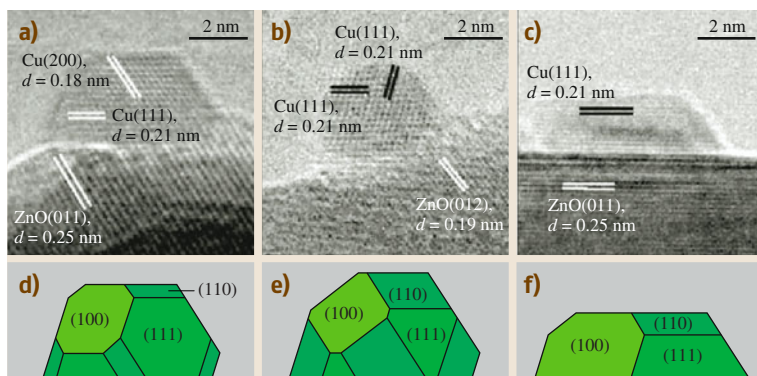 a)
2 nm
Cu(200),
d = 0.18 nm
Cu(111),
d = 0.21 nm
ZnO(011),
d = 0.25 nm
b)
Cu(111),
d = 0.21 nm
2 nm
Cu(111),
d = 0.21 nm
ZnO(012),
d = 0.19 nm
c)
2 nm
Cu(111),
d = 0.21 nm
ZnO(011),
d = 0.25 nm
d)
(110)
(100)
(111)
e)
(110)
(100)
(111)
f)
(110)
(100)
(111)